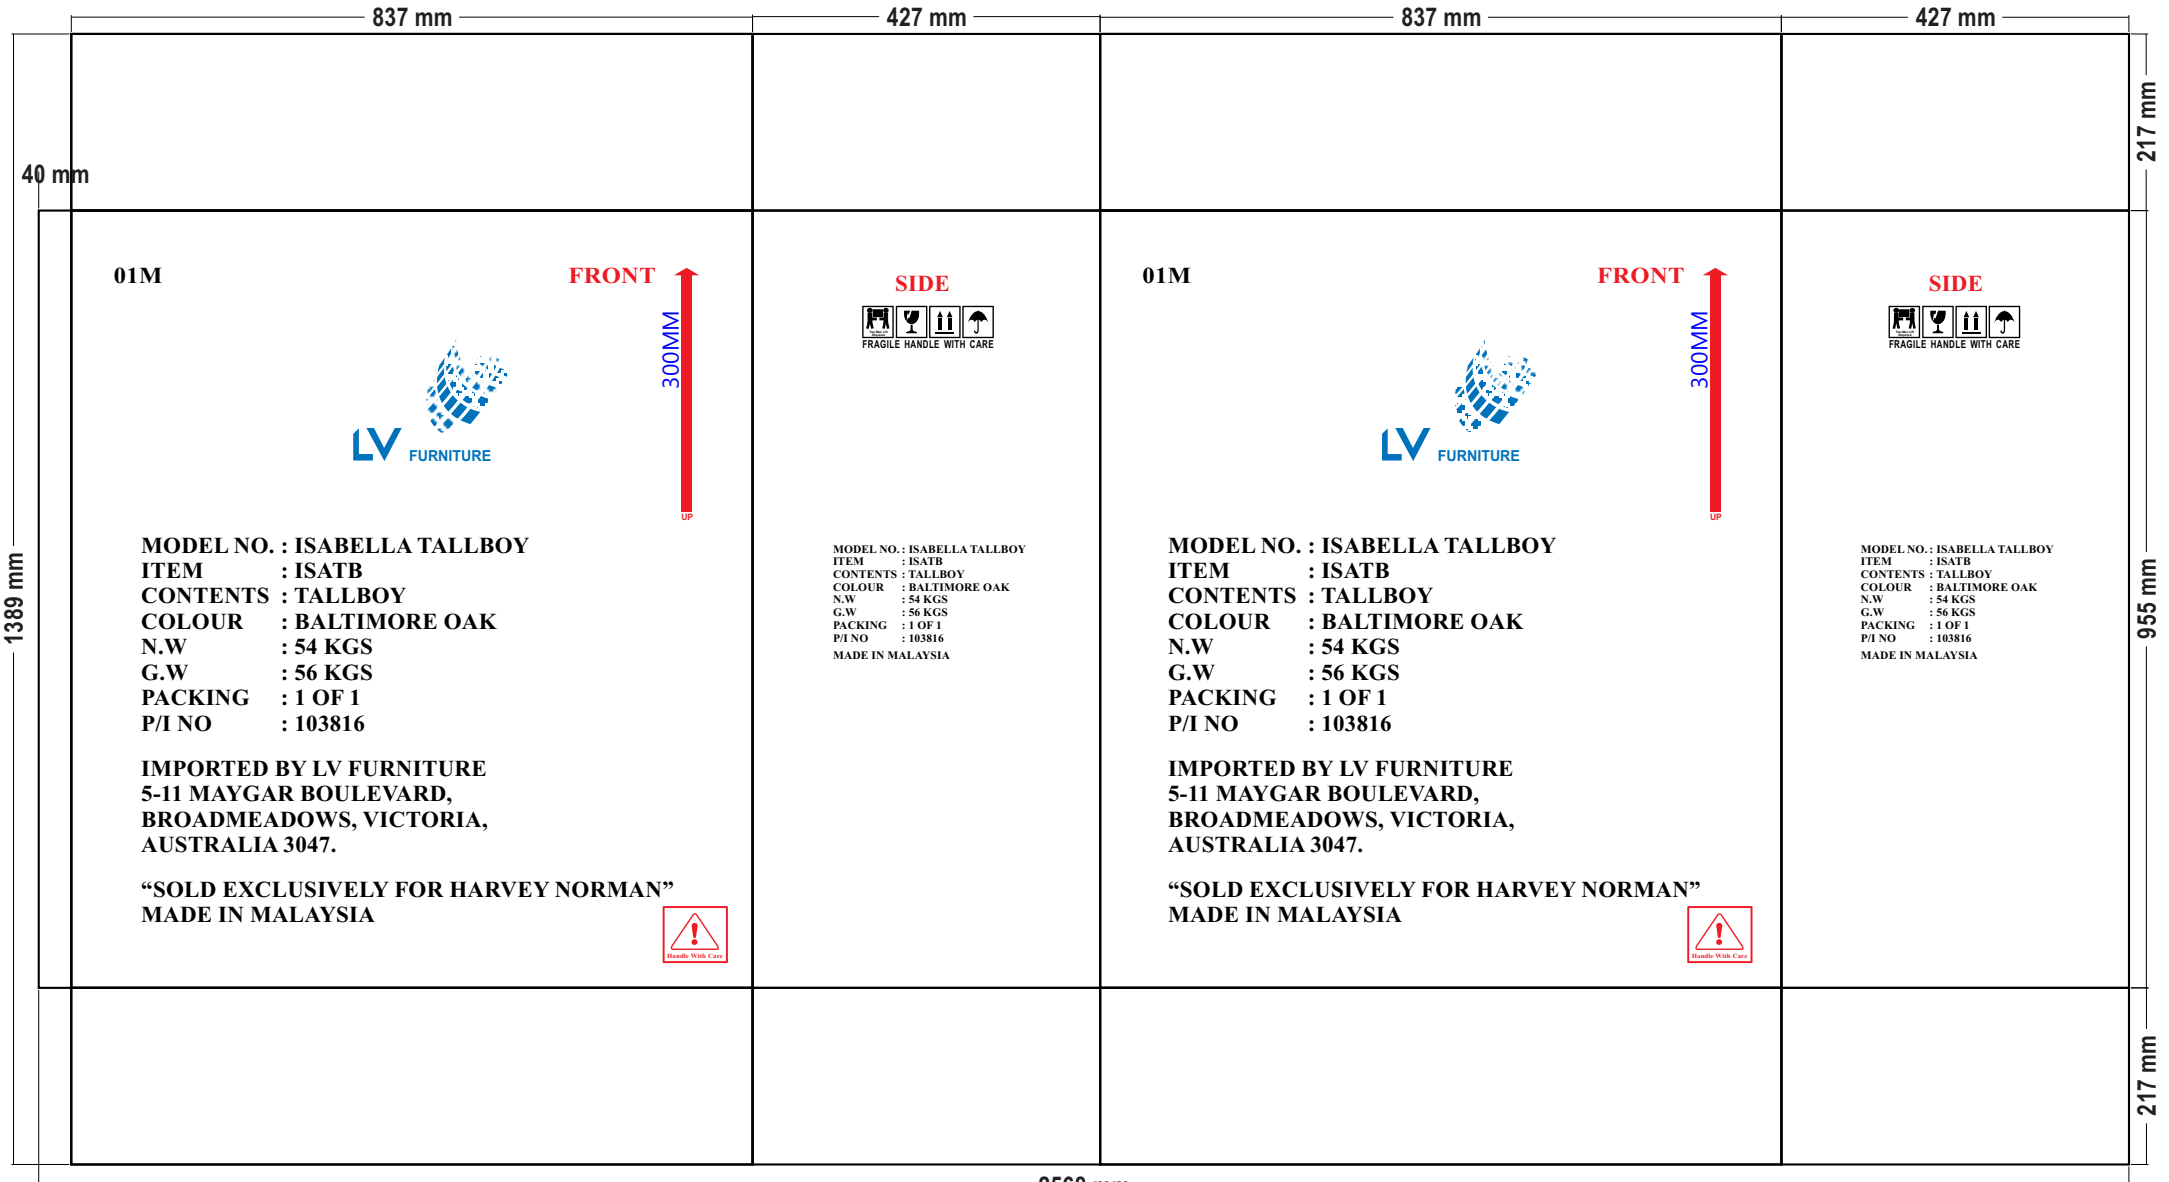 837 mm
427 mm
837 mm
427 mm
217 mm
40 mm
1389 mm
955 mm
217 mm
01M
FRONT
300MM
UP
LV FURNITURE
MODEL NO. : ISABELLA TALLBOY
ITEM : ISATB
CONTENTS : TALLBOY
COLOUR : BALTIMORE OAK
N.W : 54 KGS
G.W : 56 KGS
PACKING : 1 OF 1
P/I NO : 103816
IMPORTED BY LV FURNITURE
5-11 MAYGAR BOULEVARD,
BROADMEADOWS, VICTORIA,
AUSTRALIA 3047.
“SOLD EXCLUSIVELY FOR HARVEY NORMAN”
MADE IN MALAYSIA
Handle With Care
SIDE
FRAGILE HANDLE WITH CARE
MODEL NO. : ISABELLA TALLBOY
ITEM : ISATB
CONTENTS : TALLBOY
COLOUR : BALTIMORE OAK
N.W : 54 KGS
G.W : 56 KGS
PACKING : 1 OF 1
P/I NO : 103816
MADE IN MALAYSIA
01M
FRONT
300MM
UP
LV FURNITURE
MODEL NO. : ISABELLA TALLBOY
ITEM : ISATB
CONTENTS : TALLBOY
COLOUR : BALTIMORE OAK
N.W : 54 KGS
G.W : 56 KGS
PACKING : 1 OF 1
P/I NO : 103816
IMPORTED BY LV FURNITURE
5-11 MAYGAR BOULEVARD,
BROADMEADOWS, VICTORIA,
AUSTRALIA 3047.
“SOLD EXCLUSIVELY FOR HARVEY NORMAN”
MADE IN MALAYSIA
Handle With Care
SIDE
FRAGILE HANDLE WITH CARE
MODEL NO. : ISABELLA TALLBOY
ITEM : ISATB
CONTENTS : TALLBOY
COLOUR : BALTIMORE OAK
N.W : 54 KGS
G.W : 56 KGS
PACKING : 1 OF 1
P/I NO : 103816
MADE IN MALAYSIA